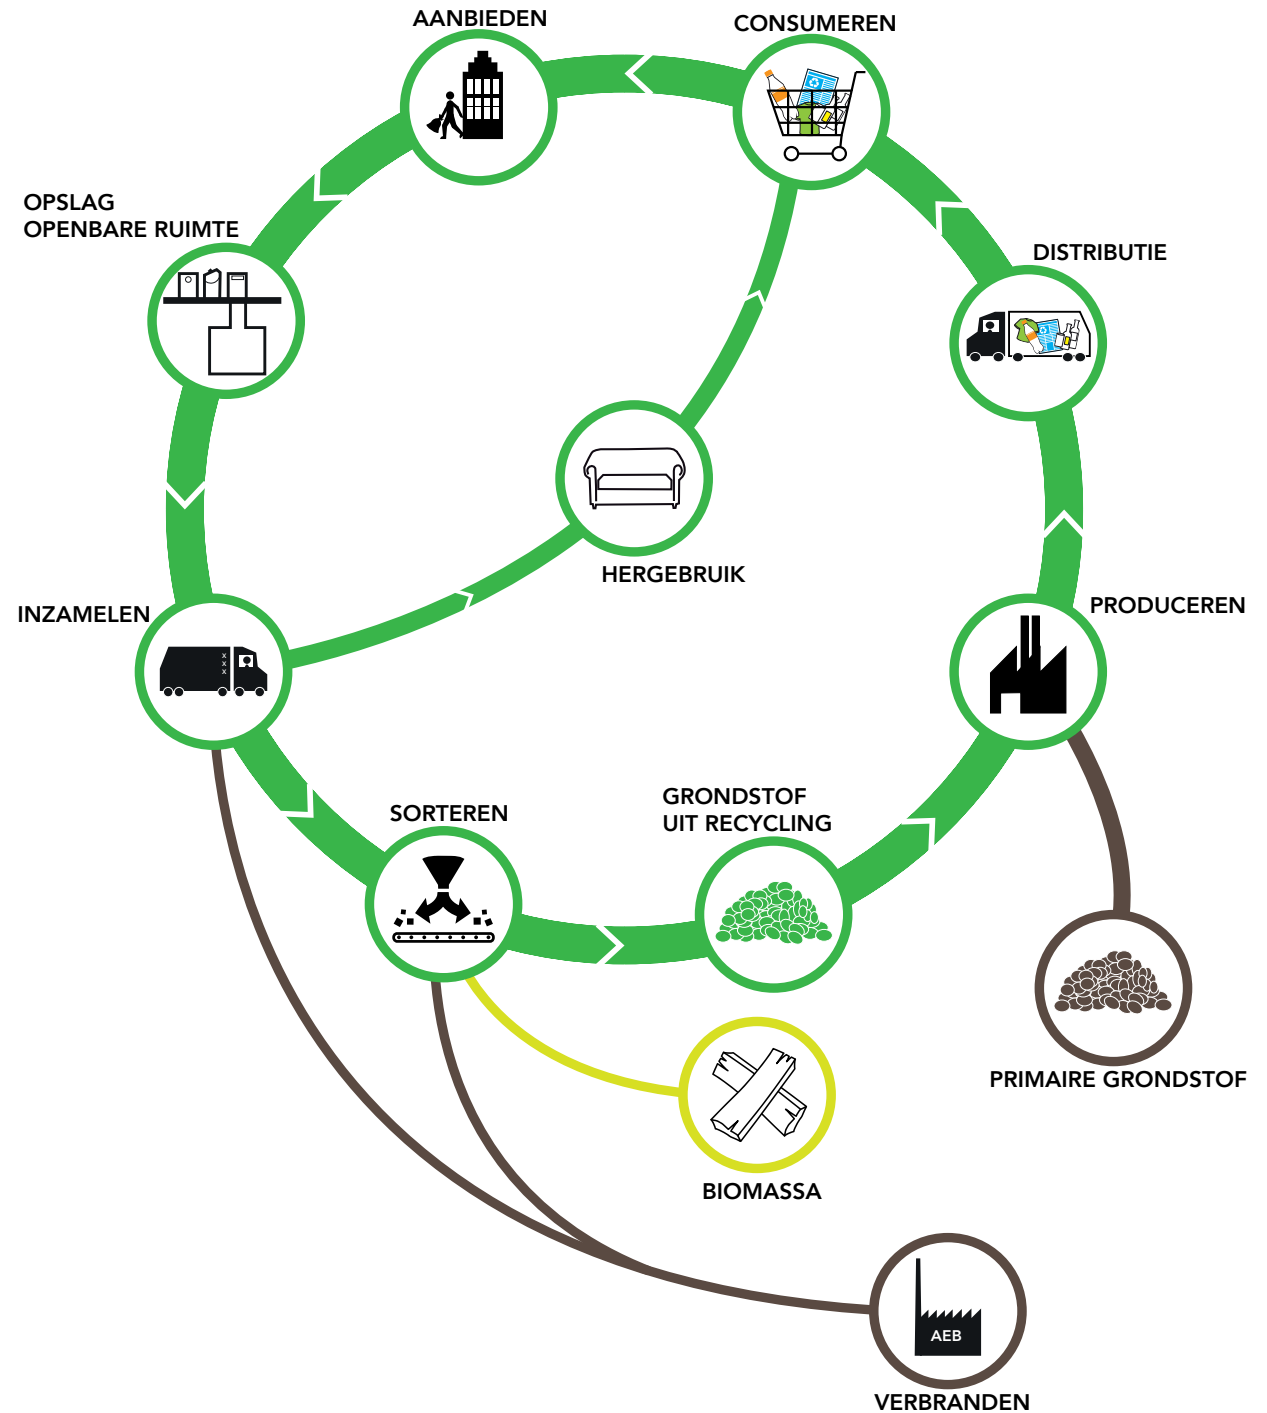 AANBIEDEN
CONSUMEREN
OPSLAG
OPENBARE RUIMTE
DISTRIBUTIE
HERGEBRUIK
INZAMELEN
X
X
X
PRODUCEREN
SORTEREN
GRONDSTOF
UIT RECYCLING
PRIMAIRE GRONDSTOF
BIOMASSA
AEB
VERBRANDEN